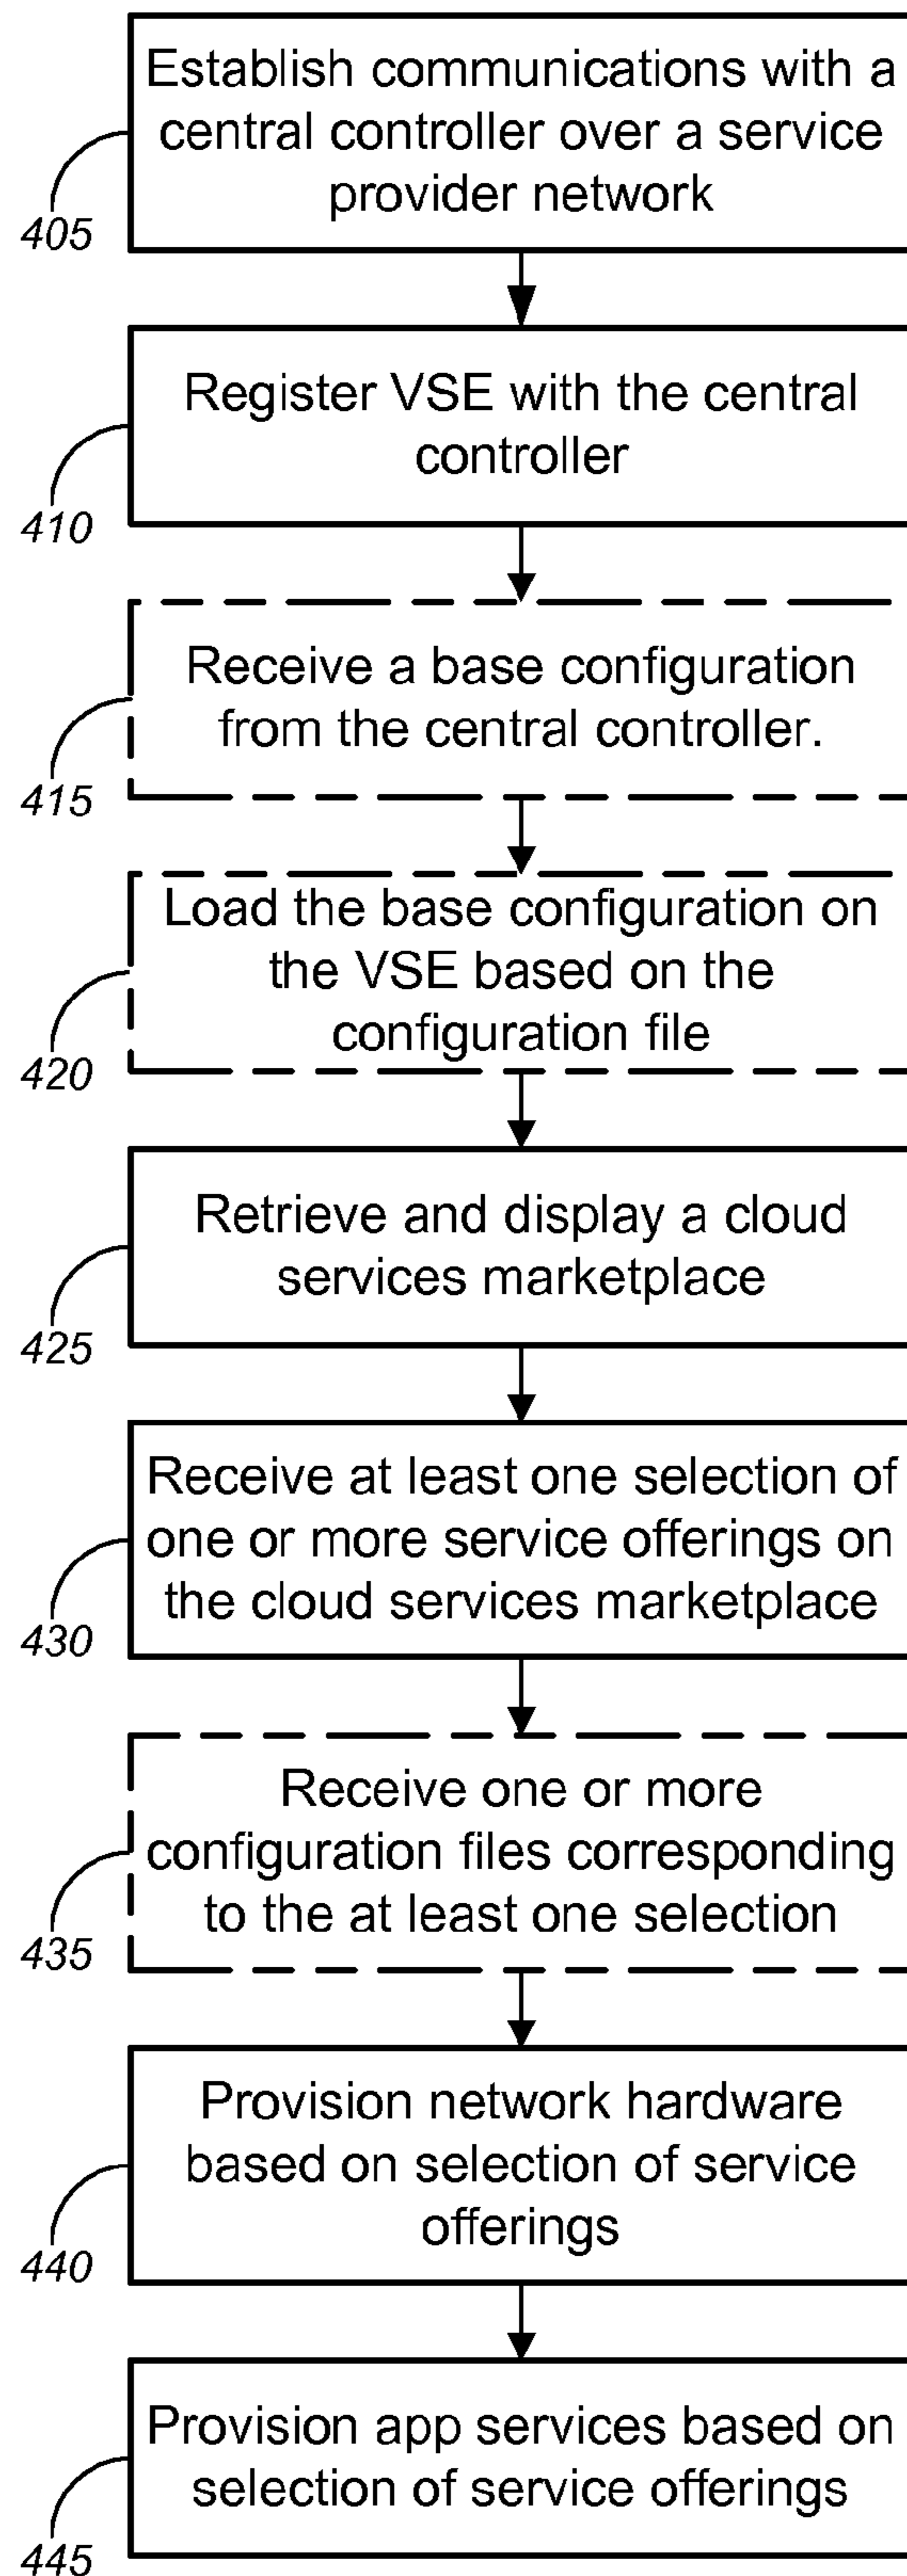 Establish communications with a
central controller over a service
provider network
405
Register VSE with the central
controller
410
Receive a base configuration
from the central controller.
415
Load the base configuration on
the VSE based on the
configuration file
420
Retrieve and display a cloud
services marketplace
425
Receive at least one selection of
one or more service offerings on
the cloud services marketplace
430
Receive one or more
configuration files corresponding
to the at least one selection
435
Provision network hardware
based on selection of service
offerings
440
Provision app services based on
selection of service offerings
445